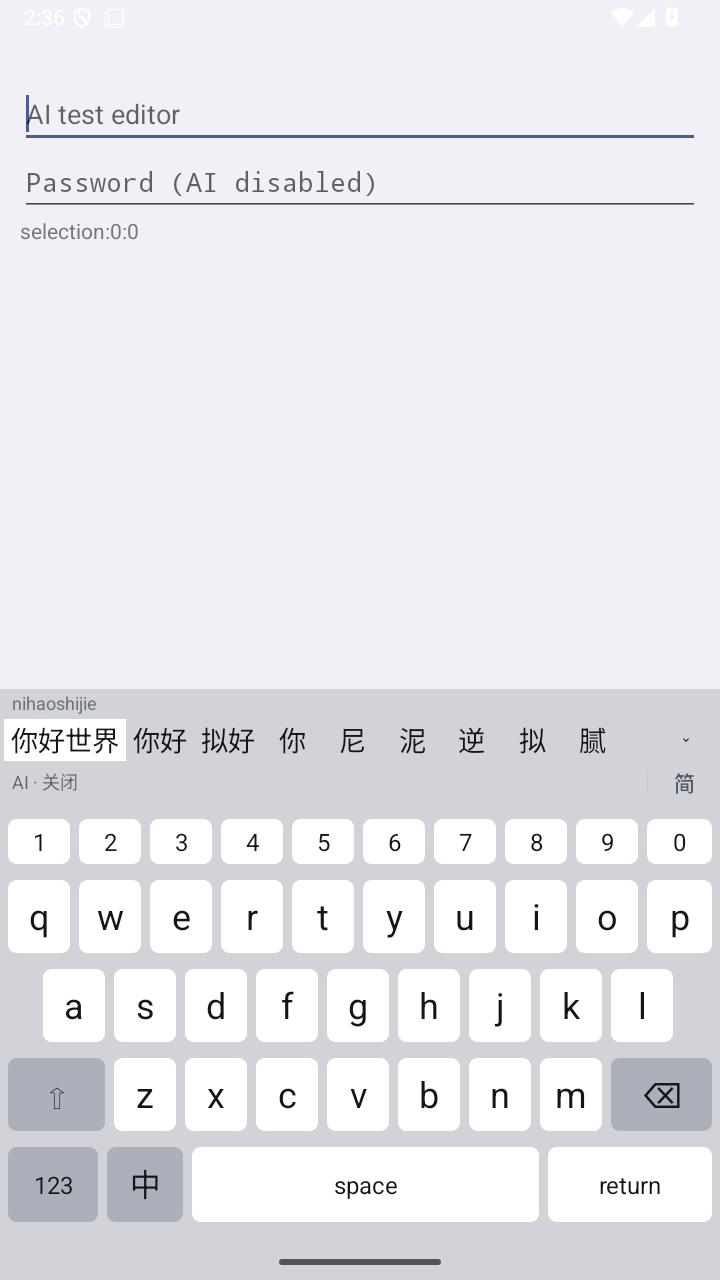 2:36
AI test editor
Password (AI disabled)
selection:0:0
nihaoshijie
你好世界 你好 拟好 你 尼 泥 逆 拟 腻
AI · 关闭 简
1 2 3 4 5 6 7 8 9 0
q w e r t y u i o p
a s d f g h j k l
z x c v b n m
123 中 space return